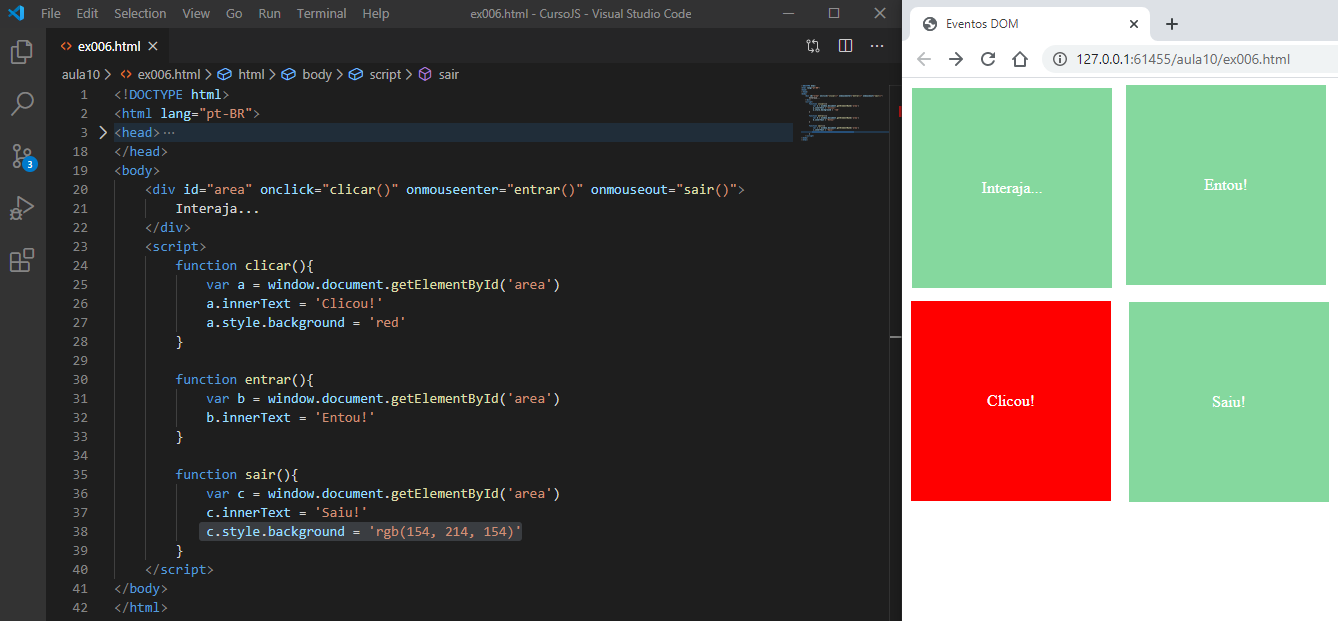 File Edit Selection View Go Run Terminal Help ex006.html - CursoJS - Visual Studio Code
ex006.html
aula10 > ex006.html > html > body > script > sair
3
1 <!DOCTYPE html>
2 <html lang="pt-BR">
3 <head> ...
18 </head>
19 <body>
20 <div id="area" onclick="clicar()" onmouseenter="entrar()" onmouseout="sair()">
21 Interaja...
22 </div>
23 <script>
24 function clicar(){
25 var a = window.document.getElementById('area')
26 a.innerText = 'Clicou!'
27 a.style.background = 'red'
28 }
29
30 function entrar(){
31 var b = window.document.getElementById('area')
32 b.innerText = 'Entou!'
33 }
34
35 function sair(){
36 var c = window.document.getElementById('area')
37 c.innerText = 'Saiu!'
38 c.style.background = 'rgb(154, 214, 154)'
39 }
40 </script>
41 </body>
42 </html>
Eventos DOM
127.0.0.1:61455/aula10/ex006.html
Interaja...
Entou!
Clicou!
Saiu!